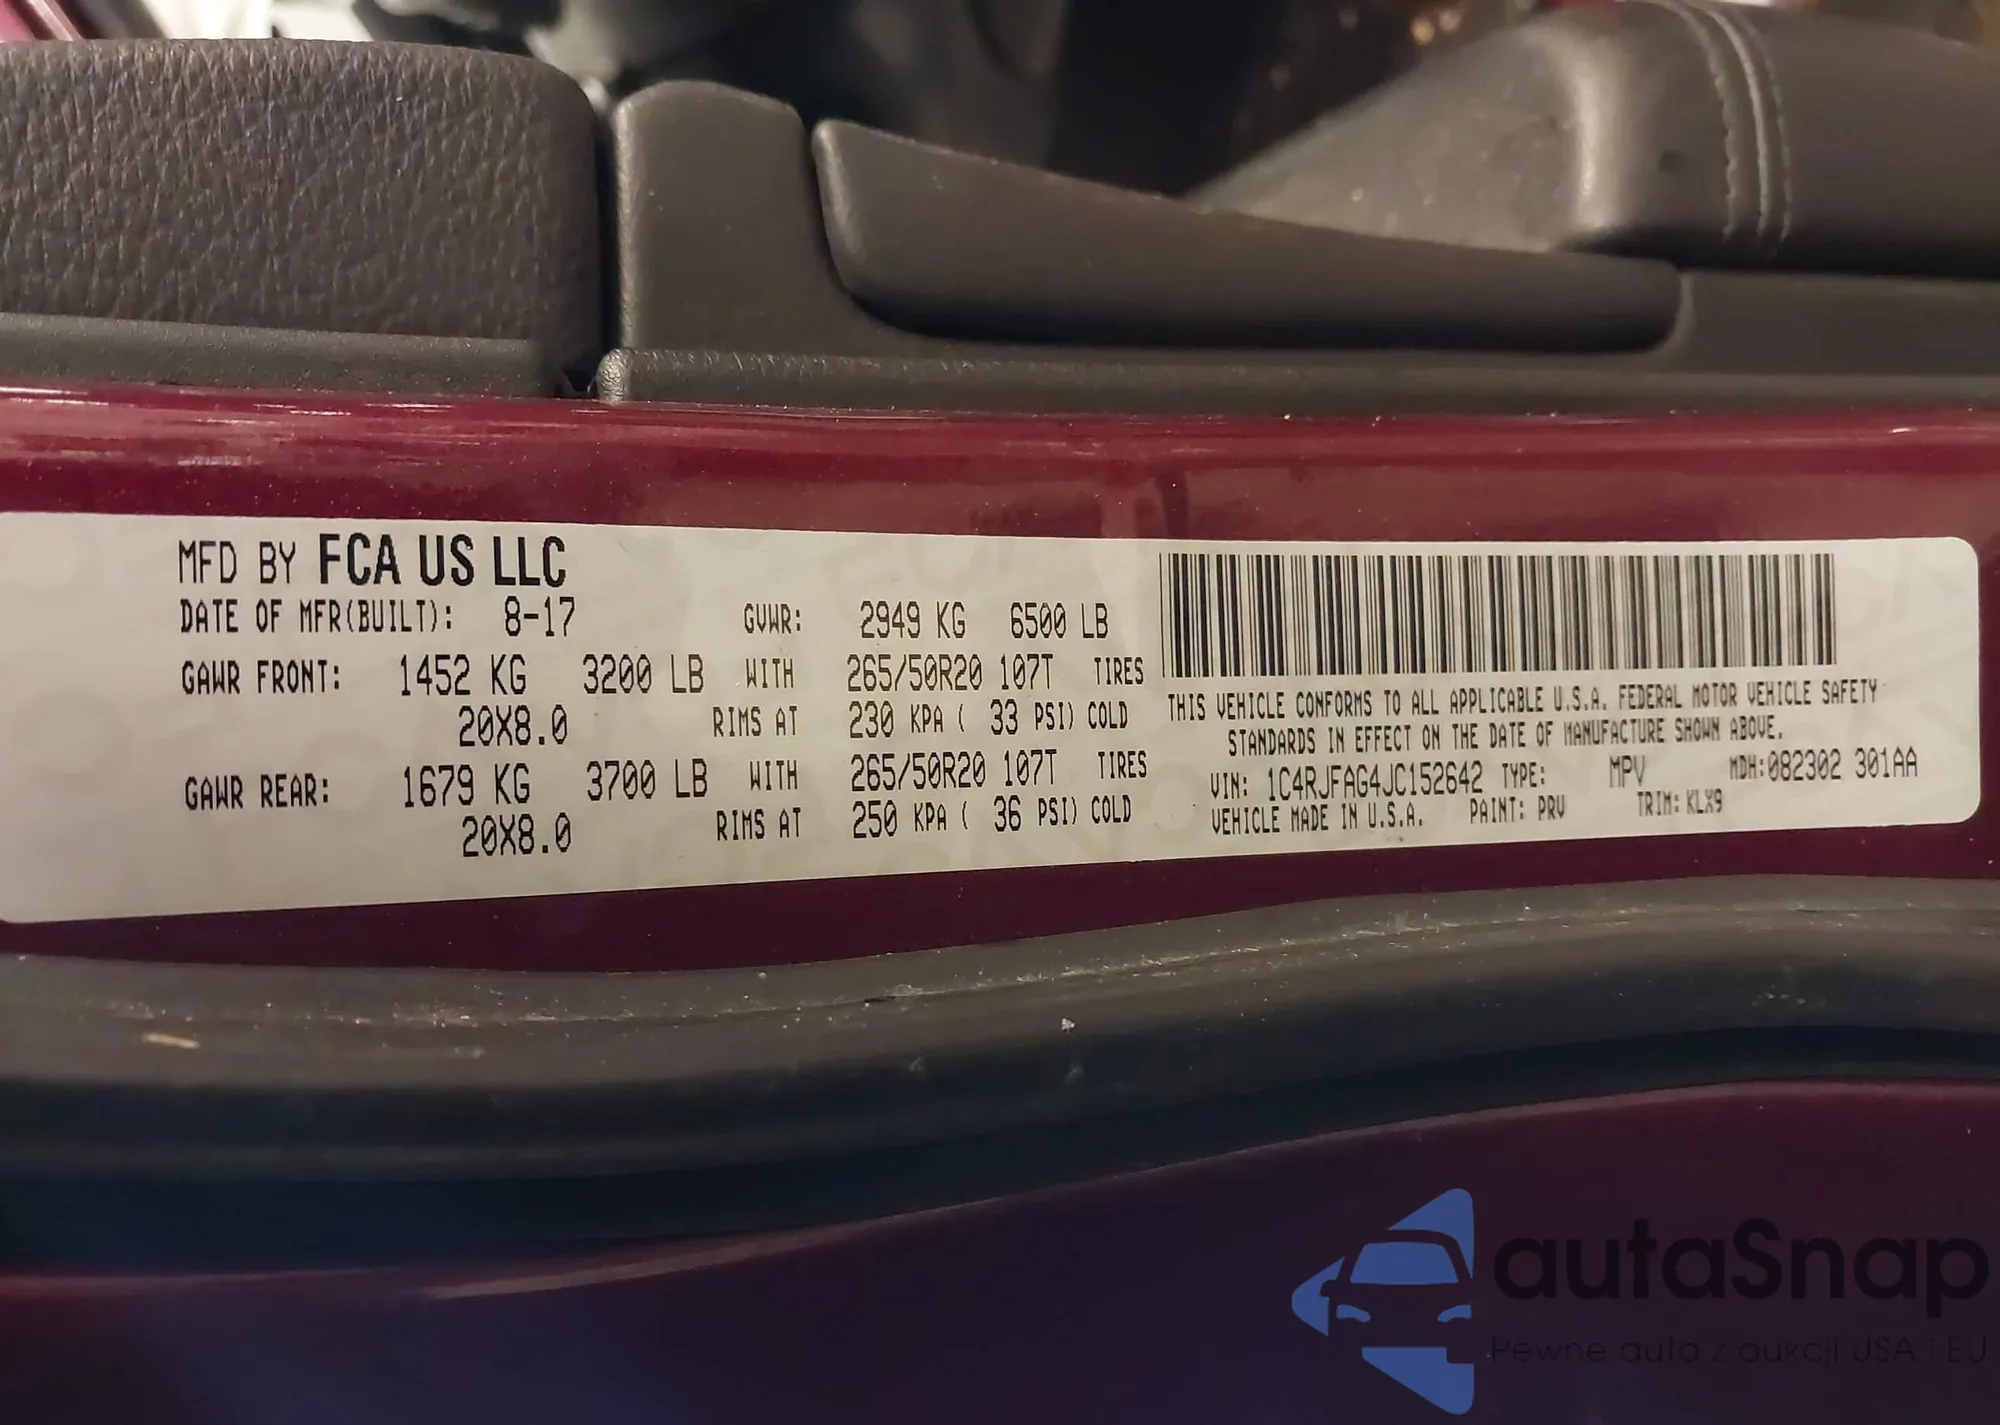 MFD BY FCA US LLC
DATE OF MFR(BUILT): 8-17 GVWR: 2949 KG 6500 LB
GAWR FRONT: 1452 KG 3200 LB WITH 265/50R20 107T TIRES
20X8.0 RIMS AT 230 KPA ( 33 PSI) COLD
GAWR REAR: 1679 KG 3700 LB WITH 265/50R20 107T TIRES
20X8.0 RIMS AT 250 KPA ( 36 PSI) COLD
THIS VEHICLE CONFORMS TO ALL APPLICABLE U.S.A. FEDERAL MOTOR VEHICLE SAFETY
STANDARDS IN EFFECT ON THE DATE OF MANUFACTURE SHOWN ABOVE.
VIN: 1C4RJFAG4JC152642 TYPE: MPV MDH:082302 301AA
VEHICLE MADE IN U.S.A. PAINT: PRV TRIM: KLX9
autaSnap
Pewne auta z aukcji USA i EU